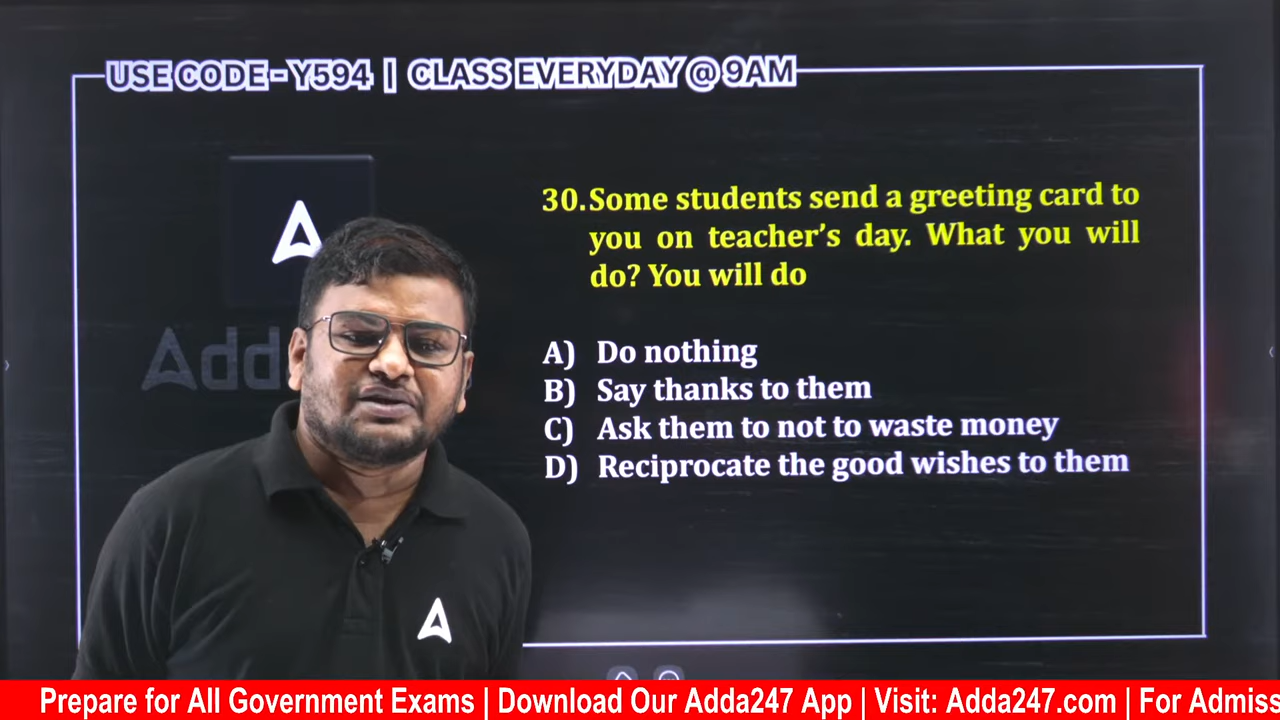 USE CODE - Y594 | CLASS EVERYDAY @ 9AM
30. Some students send a greeting card to
you on teacher's day. What you will
do? You will do
A) Do nothing
B) Say thanks to them
C) Ask them to not to waste money
D) Reciprocate the good wishes to them
Add
Prepare for All Government Exams | Download Our Adda247 App | Visit: Adda247.com | For Admiss